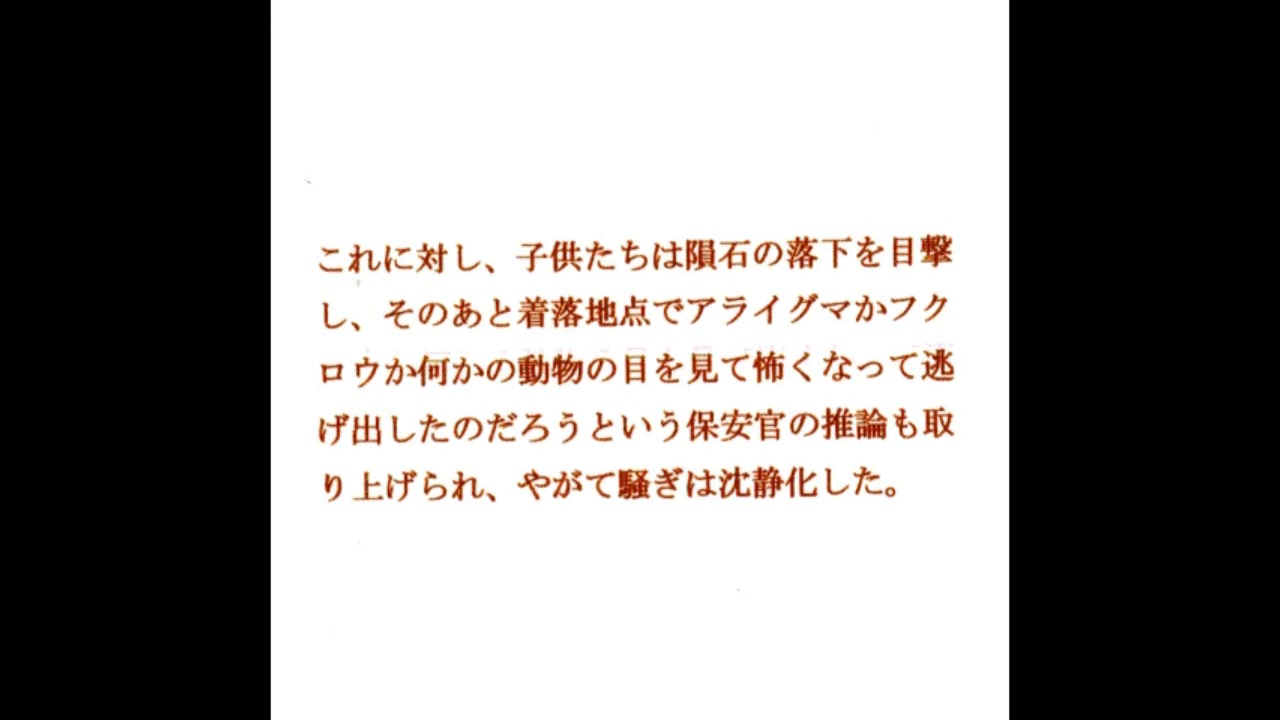 これに対し、子供たちは隕石の落下を目撃
し、そのあと着落地点でアライグマかフク
ロウか何かの動物の目を見て怖くなって逃
げ出したのだろうという保安官の推論も取
り上げられ、やがて騒ぎは沈静化した。